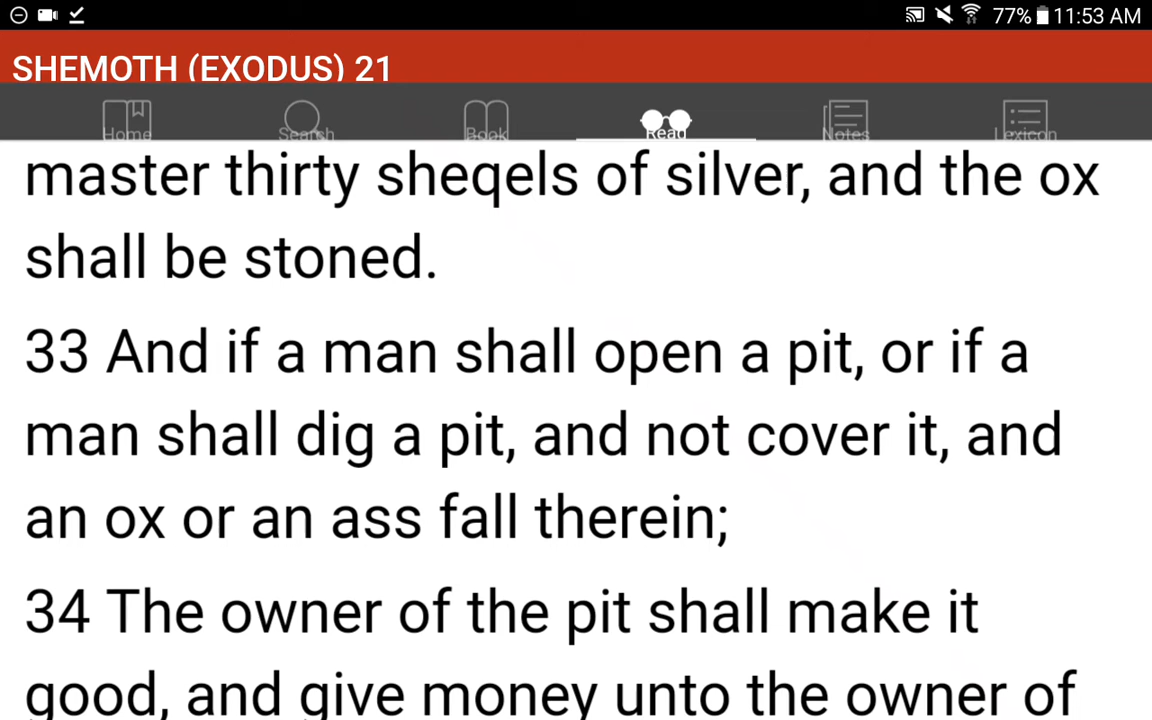 77% 11:53 AM
SHEMOTH (EXODUS) 21
Home Search Book Read Notes Lexicon
master thirty sheqels of silver, and the ox
shall be stoned.
33 And if a man shall open a pit, or if a
man shall dig a pit, and not cover it, and
an ox or an ass fall therein;
34 The owner of the pit shall make it
good, and give money unto the owner of